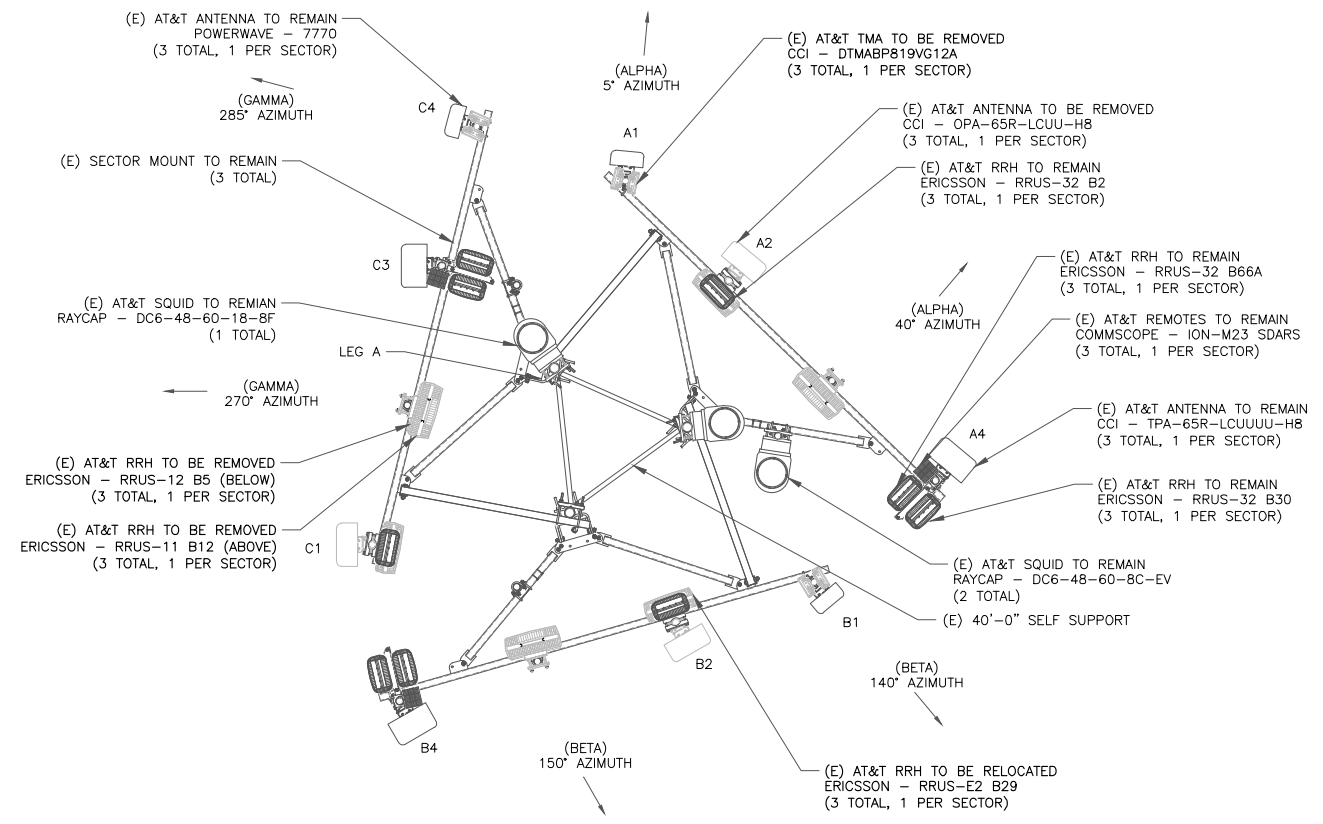 (E) AT&T ANTENNA TO REMAIN
POWERWAVE - 7770
(3 TOTAL, 1 PER SECTOR)
(GAMMA)
285° AZIMUTH
(E) SECTOR MOUNT TO REMAIN
(3 TOTAL)
(E) AT&T SQUID TO REMIAN
RAYCAP - DC6-48-60-18-8F
(1 TOTAL)
LEG A
(GAMMA)
270° AZIMUTH
(E) AT&T RRH TO BE REMOVED
ERICSSON - RRUS-12 B5 (BELOW)
(3 TOTAL, 1 PER SECTOR)
(E) AT&T RRH TO BE REMOVED
ERICSSON - RRUS-11 B12 (ABOVE)
(3 TOTAL, 1 PER SECTOR)
C4
C3
C1
(ALPHA)
5° AZIMUTH
A1
A2
A4
(E) AT&T TMA TO BE REMOVED
CCI - DTMABP819VG12A
(3 TOTAL, 1 PER SECTOR)
(E) AT&T ANTENNA TO BE REMOVED
CCI - OPA-65R-LCUU-H8
(3 TOTAL, 1 PER SECTOR)
(E) AT&T RRH TO REMAIN
ERICSSON - RRUS-32 B2
(3 TOTAL, 1 PER SECTOR)
(ALPHA)
40° AZIMUTH
(E) AT&T RRH TO REMAIN
ERICSSON - RRUS-32 B66A
(3 TOTAL, 1 PER SECTOR)
(E) AT&T REMOTES TO REMAIN
COMMSCOPE - ION-M23 SDARS
(3 TOTAL, 1 PER SECTOR)
(E) AT&T ANTENNA TO REMAIN
CCI - TPA-65R-LCUUUU-H8
(3 TOTAL, 1 PER SECTOR)
(E) AT&T RRH TO REMAIN
ERICSSON - RRUS-32 B30
(3 TOTAL, 1 PER SECTOR)
(E) AT&T SQUID TO REMAIN
RAYCAP - DC6-48-60-8C-EV
(2 TOTAL)
(E) 40'-0" SELF SUPPORT
B1
B2
B4
(BETA)
140° AZIMUTH
(BETA)
150° AZIMUTH
(E) AT&T RRH TO BE RELOCATED
ERICSSON - RRUS-E2 B29
(3 TOTAL, 1 PER SECTOR)